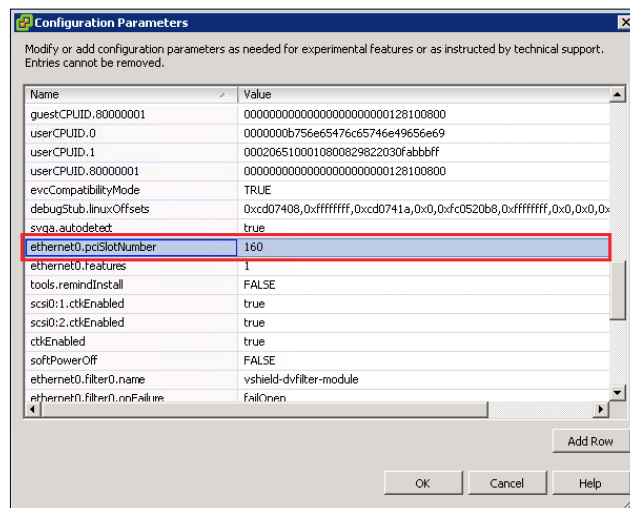 Configuration Parameters
Modify or add configuration parameters as needed for experimental features or as instructed by technical support.
Entries cannot be removed.
Name Value
guestCPUID.80000001 00000000000000000000000128100800
userCPUID.0 0000000b756e65476c65746e49656e69
userCPUID.1 0002065100010800829822030fabbbff
userCPUID.80000001 00000000000000000000000128100800
evcCompatibilityMode TRUE
debugStub.linuxOffsets 0xcd07408,0xffffffff,0xcd0741a,0x0,0xfc0520b8,0xffffffff,0x0,0x0,0x
svga.autodetect true
ethernet0.pciSlotNumber 160
ethernet0.features 1
tools.remindInstall FALSE
scsi0:1.ctkEnabled true
scsi0:2.ctkEnabled true
ctkEnabled true
softPowerOff FALSE
ethernet0.filter0.name vshield-dvfilter-module
ethernet0.filter0.onFailure failOpen
Add Row
OK Cancel Help